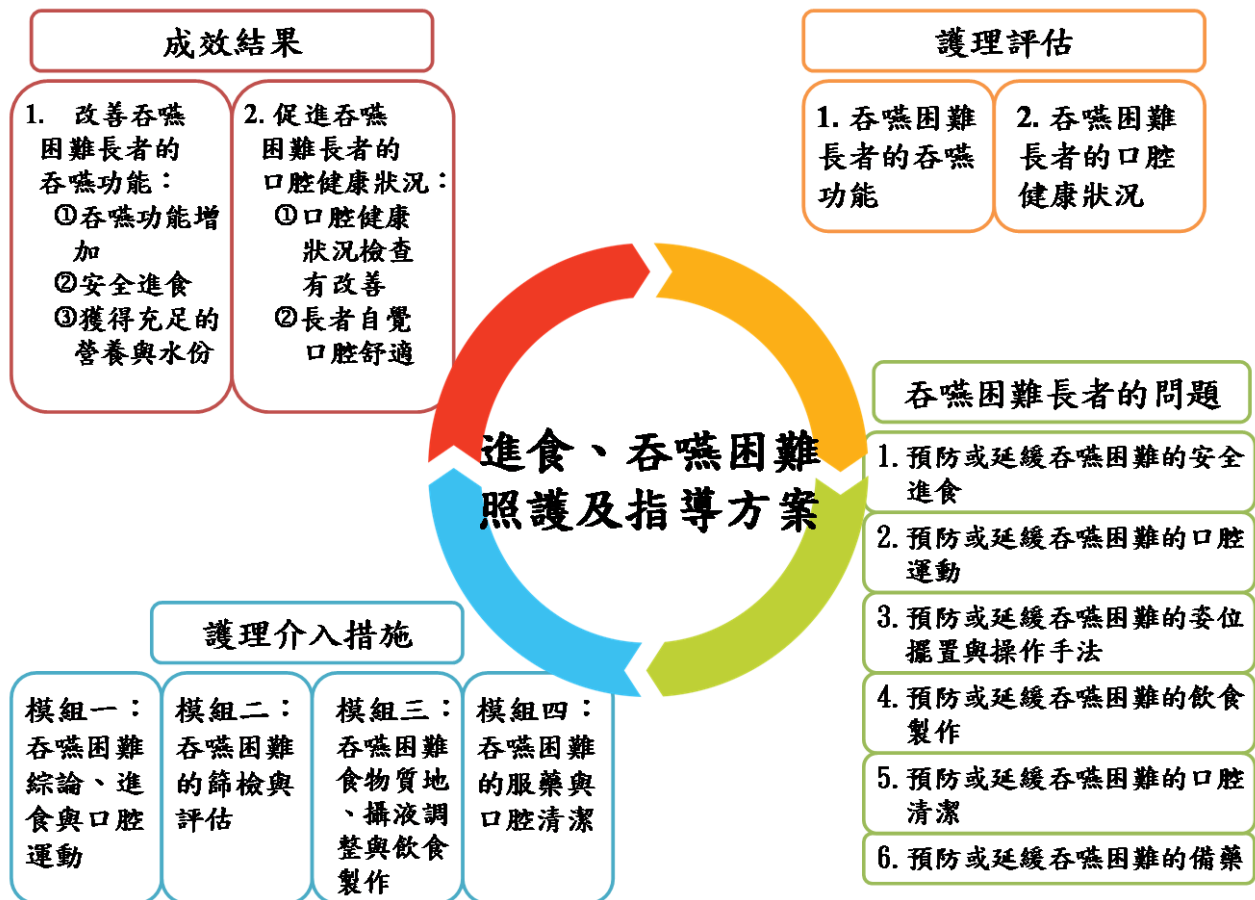 成效結果
1. 改善吞嚥
困難長者的
吞嚥功能：
①吞嚥功能增
加
②安全進食
③獲得充足的
營養與水份
2. 促進吞嚥
困難長者的
口腔健康狀況：
①口腔健康
狀況檢查
有改善
②長者自覺
口腔舒適
護理評估
1. 吞嚥困難
長者的吞嚥
功能
2. 吞嚥困難
長者的口腔
健康狀況
進食、吞嚥困難
照護及指導方案
吞嚥困難長者的問題
1. 預防或延緩吞嚥困難的安全
進食
2. 預防或延緩吞嚥困難的口腔
運動
3. 預防或延緩吞嚥困難的姿位
擺置與操作手法
4. 預防或延緩吞嚥困難的飲食
製作
5. 預防或延緩吞嚥困難的口腔
清潔
6. 預防或延緩吞嚥困難的備藥
護理介入措施
模組一：
吞嚥困難
綜論、進
食與口腔
運動
模組二：
吞嚥困難
的篩檢與
評估
模組三：
吞嚥困難
食物質地
、攝液調
整與飲食
製作
模組四：
吞嚥困難
的服藥與
口腔清潔